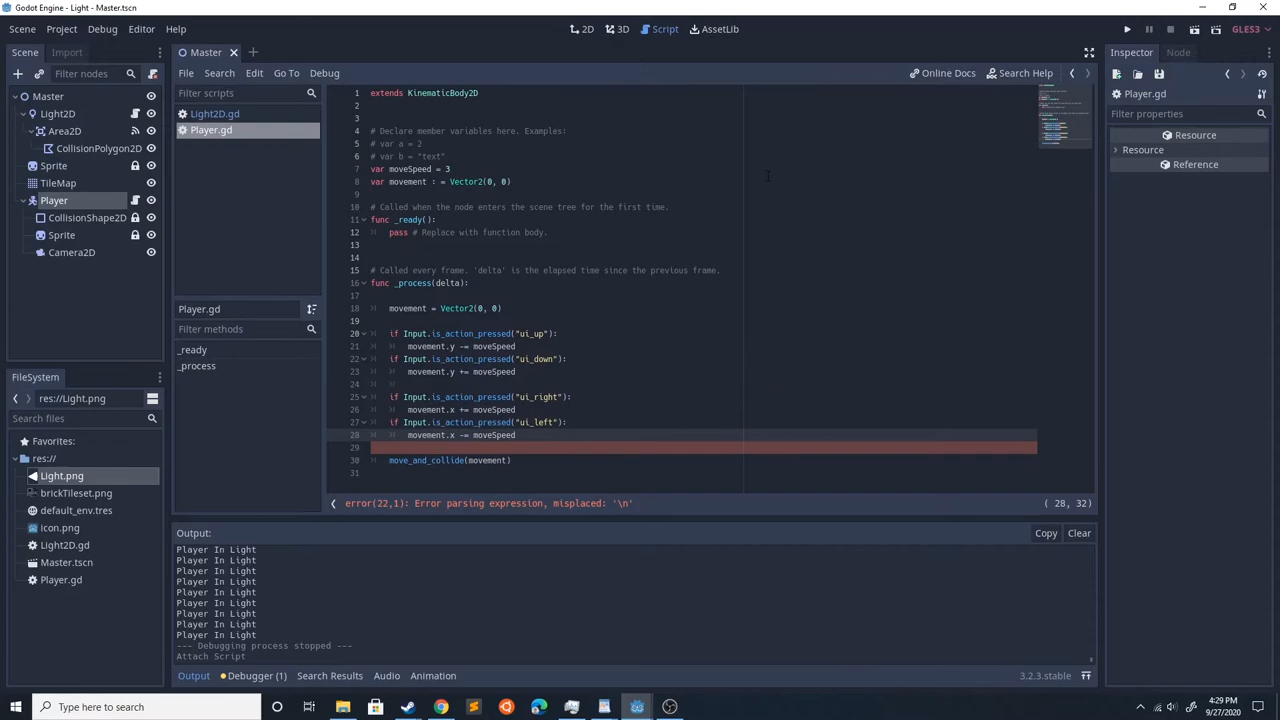 Godot Engine - Light - Master.tscn
Scene Project Debug Editor Help
2D 3D Script AssetLib
GLES3
Scene Import
Filter nodes
Master
Light2D
Area2D
CollisionPolygon2D
Sprite
TileMap
Player
CollisionShape2D
Sprite
Camera2D
FileSystem
res://Light.png
Search files
Favorites:
res://
Light.png
brickTileset.png
default_env.tres
icon.png
Light2D.gd
Master.tscn
Player.gd
Master
File Search Edit Go To Debug
Online Docs Search Help
Filter scripts
Light2D.gd
Player.gd
Player.gd
Filter methods
_ready
_process
1 extends KinematicBody2D
2
3
4 # Declare member variables here. Examples:
5 # var a = 2
6 # var b = "text"
7 var moveSpeed = 3
8 var movement : = Vector2(0, 0)
9
10 # Called when the node enters the scene tree for the first time.
11 func _ready():
12 pass # Replace with function body.
13
14
15 # Called every frame. 'delta' is the elapsed time since the previous frame.
16 func _process(delta):
17
18 movement = Vector2(0, 0)
19
20 if Input.is_action_pressed("ui_up"):
21 movement.y -= moveSpeed
22 if Input.is_action_pressed("ui_down"):
23 movement.y += moveSpeed
24
25 if Input.is_action_pressed("ui_right"):
26 movement.x += moveSpeed
27 if Input.is_action_pressed("ui_left"):
28 movement.x -= moveSpeed
29
30 move_and_collide(movement)
31
error(22,1): Error parsing expression, misplaced: '\n'
( 28, 32)
Output:
Copy Clear
Player In Light
Player In Light
Player In Light
Player In Light
Player In Light
Player In Light
Player In Light
Player In Light
Player In Light
--- Debugging process stopped ---
Attach Script
Output Debugger (1) Search Results Audio Animation
3.2.3.stable
Inspector Node
Player.gd
Filter properties
Resource
Resource
Reference
Type here to search
4:29 PM
9/27/2020